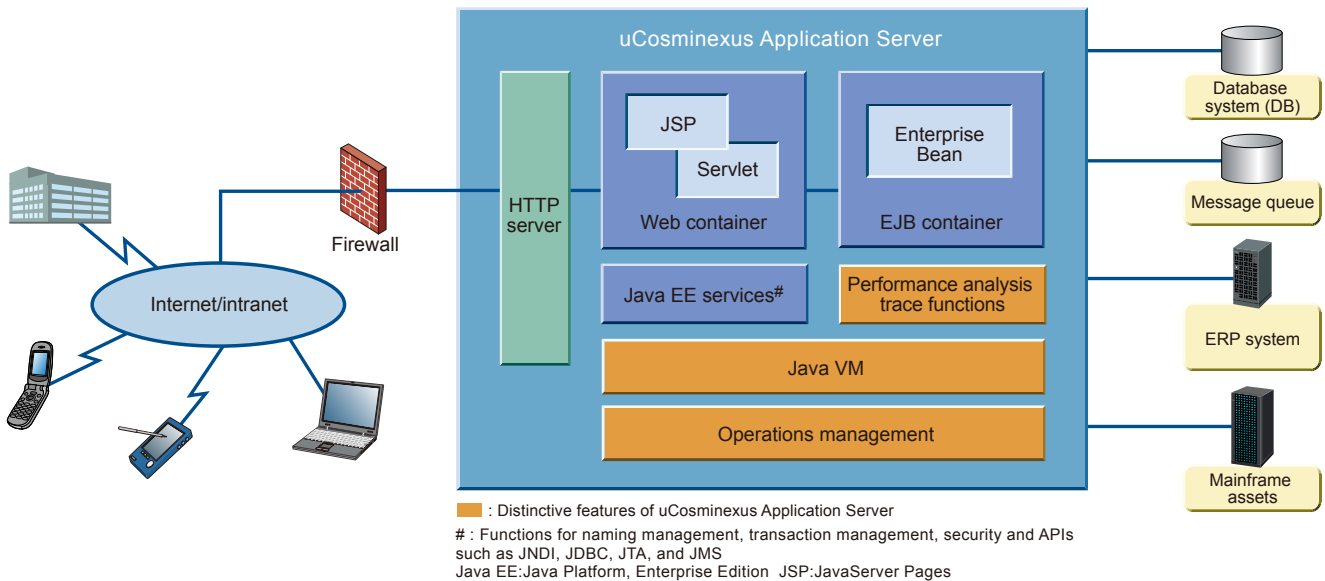 uCosminexus Application Server
JSP
Servlet
Web container
Enterprise
Bean
EJB container
HTTP
server
Java EE services#
Performance analysis
trace functions
Java VM
Operations management
Firewall
Internet/intranet
Database
system (DB)
Message queue
ERP system
Mainframe
assets
: Distinctive features of uCosminexus Application Server
# : Functions for naming management, transaction management, security and APIs
such as JNDI, JDBC, JTA, and JMS
Java EE:Java Platform, Enterprise Edition JSP:JavaServer Pages